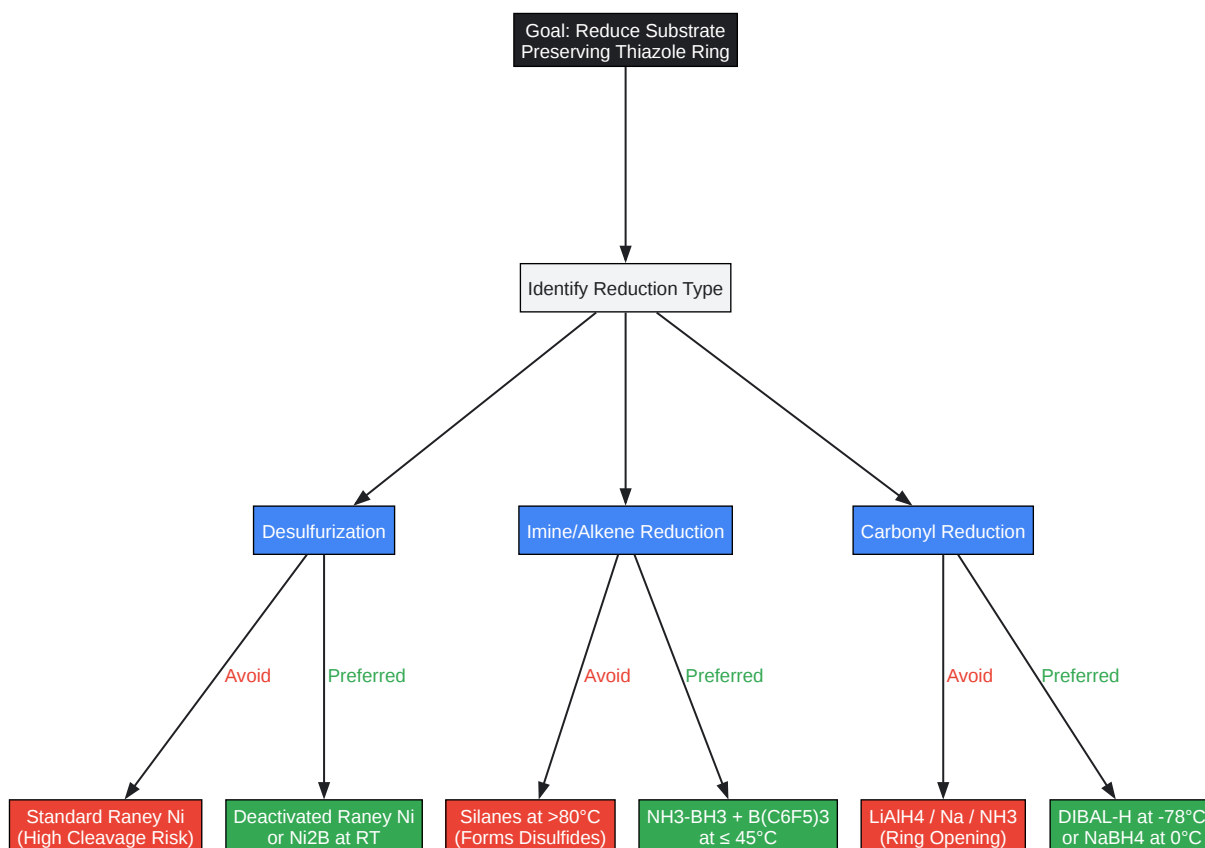 Goal: Reduce Substrate
Preserving Thiazole Ring
Identify Reduction Type
Desulfurization
Imine/Alkene Reduction
Carbonyl Reduction
Avoid
Preferred
Avoid
Preferred
Avoid
Preferred
Standard Raney Ni
(High Cleavage Risk)
Deactivated Raney Ni
or Ni2B at RT
Silanes at >80°C
(Forms Disulfides)
NH3-BH3 + B(C6F5)3
at ≤ 45°C
LiAlH4 / Na / NH3
(Ring Opening)
DIBAL-H at -78°C
or NaBH4 at 0°C